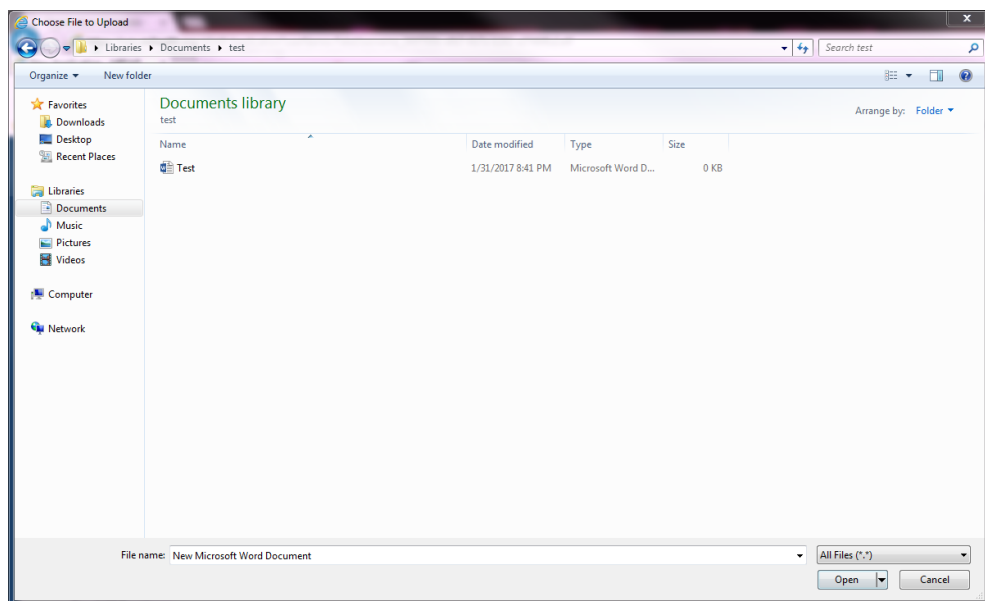 Choose File to Upload
x
Libraries Documents test
Search test
Organize New folder
Favorites
Downloads
Desktop
Recent Places
Libraries
Documents
Music
Pictures
Videos
Computer
Network
Documents library
test
Arrange by: Folder
Name Date modified Type Size
Test 1/31/2017 8:41 PM Microsoft Word D... 0 KB
File name: New Microsoft Word Document All Files (*.*)
Open Cancel